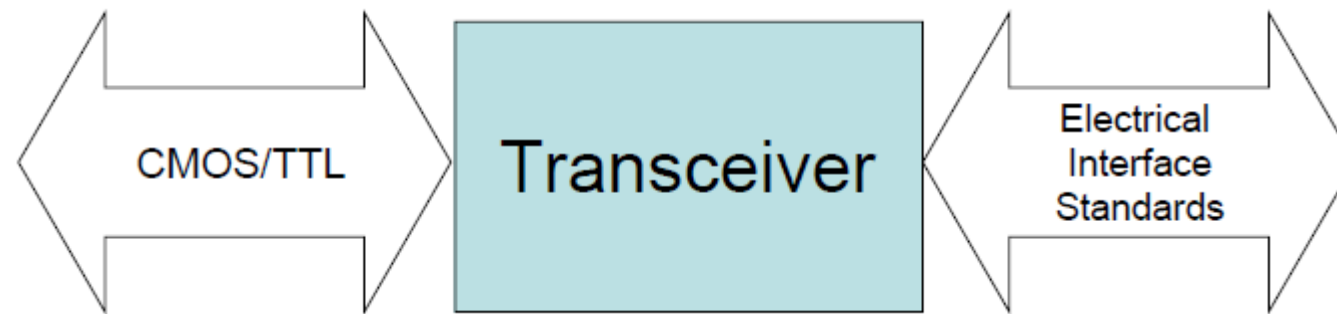 CMOS/TTL
Transceiver
Electrical
Interface
Standards